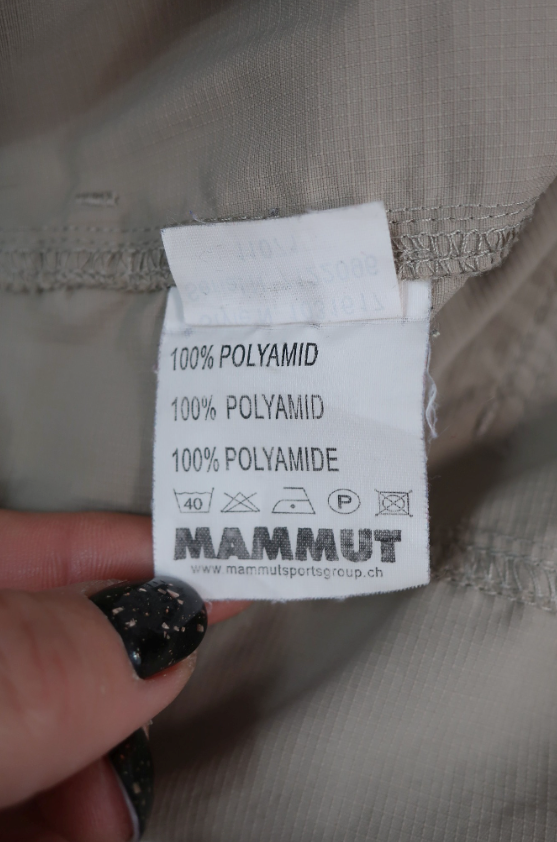 100% POLYAMID
100% POLYAMID
100% POLYAMIDE
40 P
MAMMUT
www.mammutsportsgroup.ch